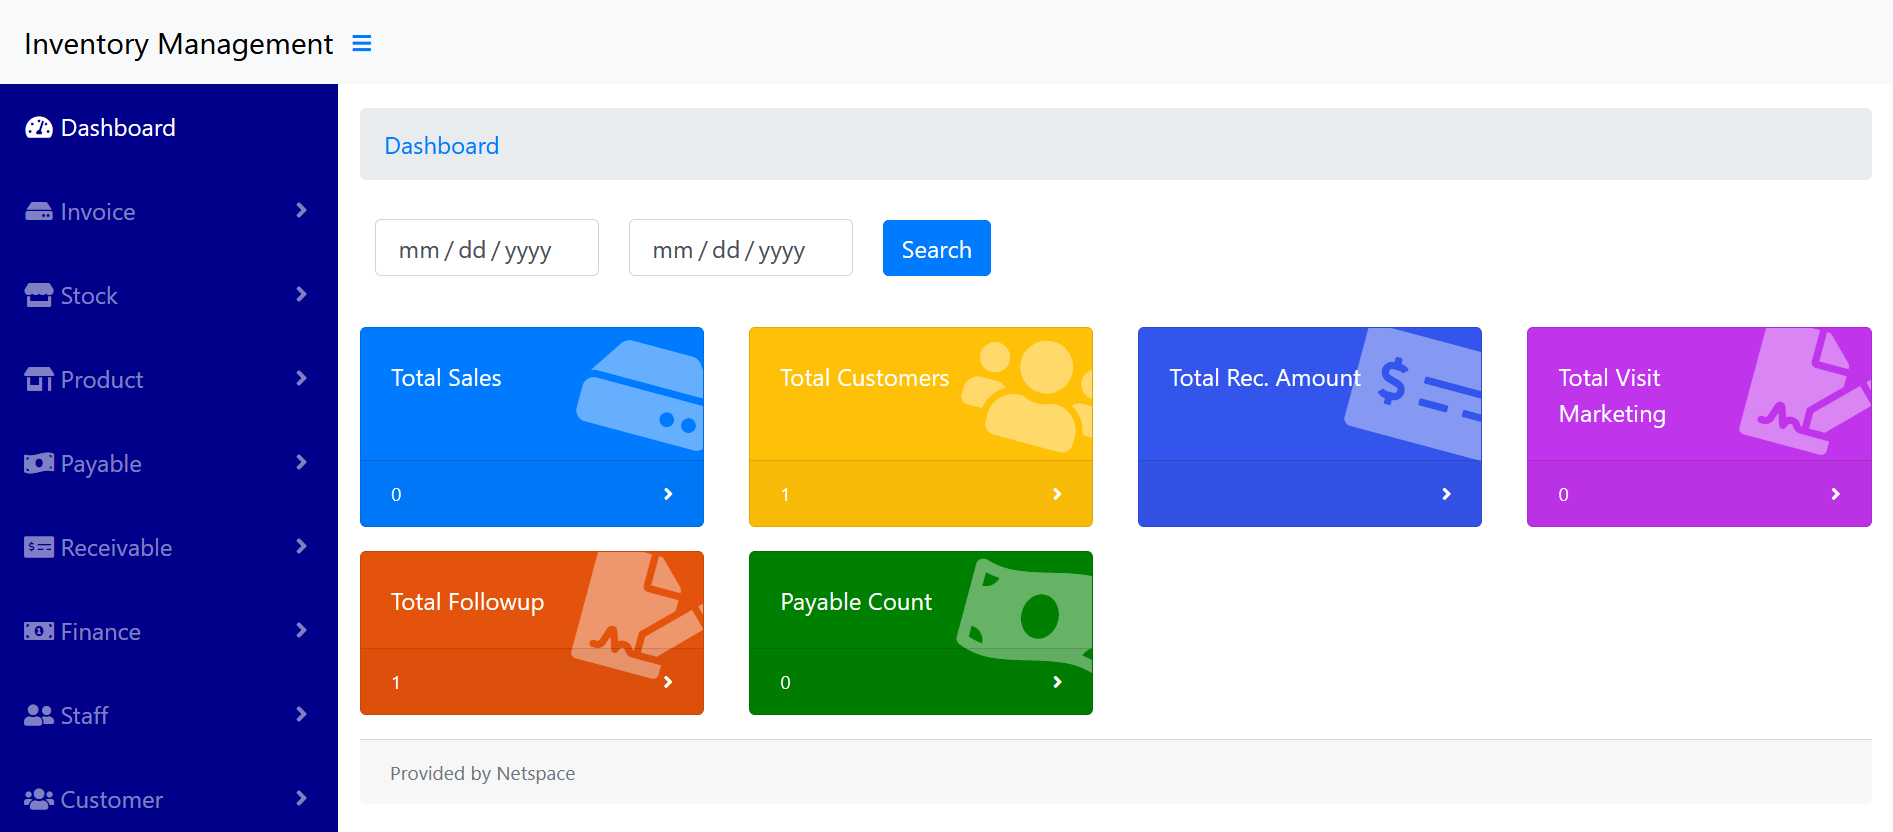 Inventory Management
Dashboard
Invoice
Stock
Product
Payable
Receivable
Finance
Staff
Customer
Dashboard
mm/dd/yyyy
mm/dd/yyyy
Search
Total Sales
0
Total Customers
1
Total Rec. Amount
Total Visit
Marketing
0
Total Followup
1
Payable Count
0
Provided by Netspace